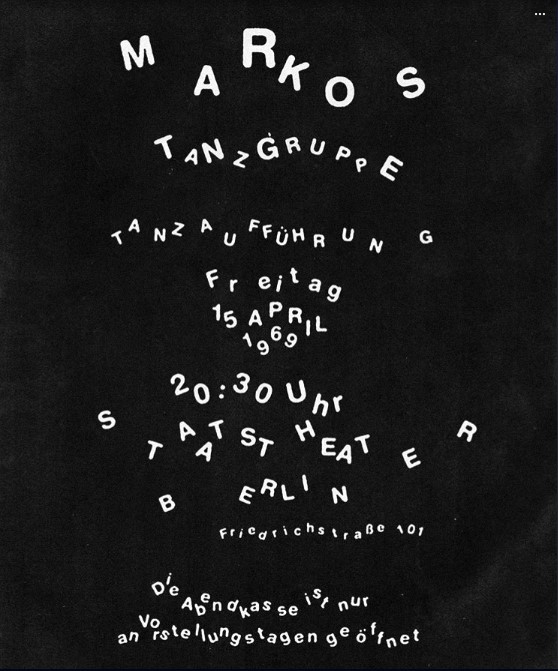 MARKOS
TANZGRUPPE
TANZAUFFÜHRUNG
Freitag
15 APRIL
1969
20:30 Uhr
STAATSTHEATER
BERLIN
Friedrichstraße 101
Die Abendkasse ist nur
an Vorstellungstagen geöffnet